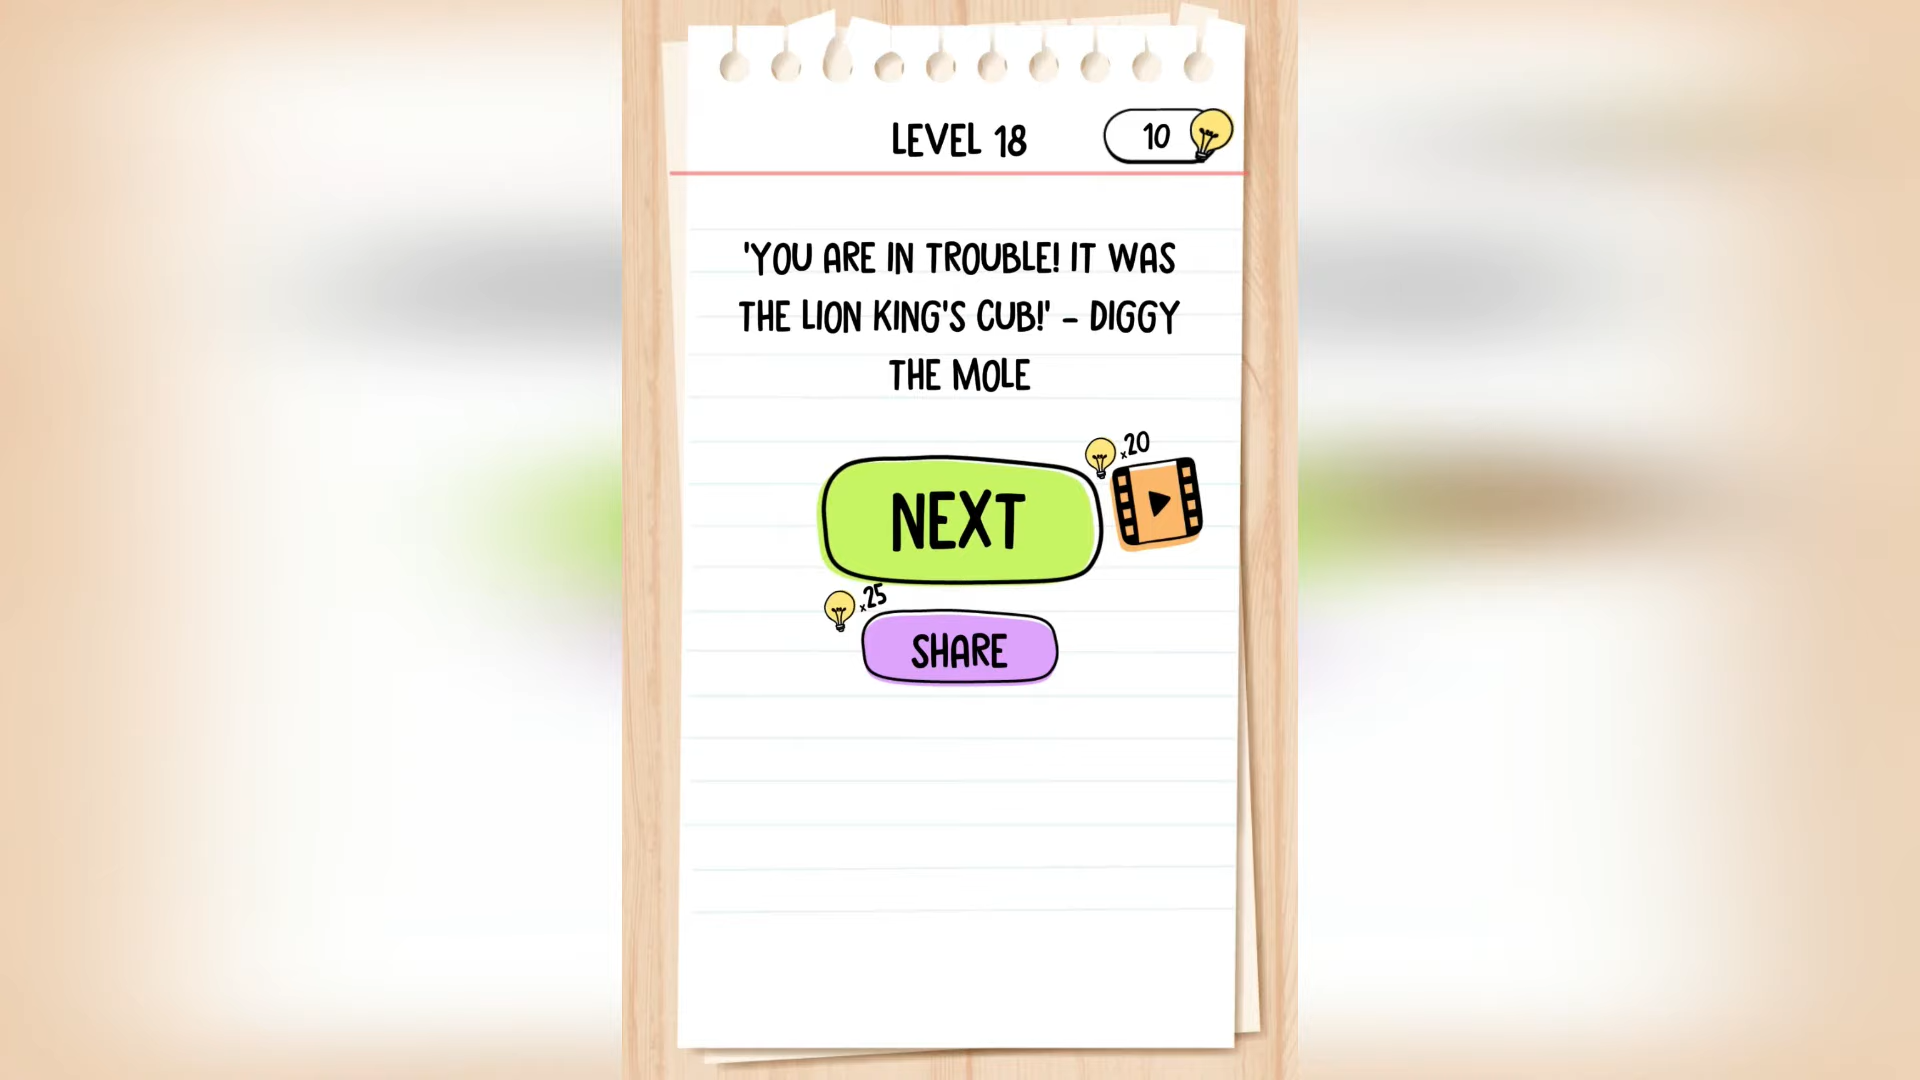 LEVEL 18
10
'YOU ARE IN TROUBLE! IT WAS
THE LION KING'S CUB!' - DIGGY
THE MOLE
x20
NEXT
x25
SHARE